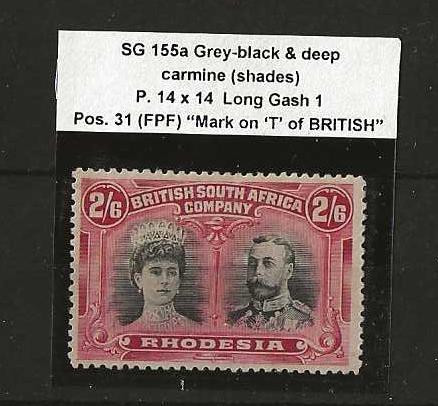 SG 155a Grey-black & deep
carmine (shades)
P. 14 x 14 Long Gash 1
Pos. 31 (FPF) “Mark on ‘T’ of BRITISH”
2/6 BRITISH SOUTH AFRICA 2/6
COMPANY
RHODESIA